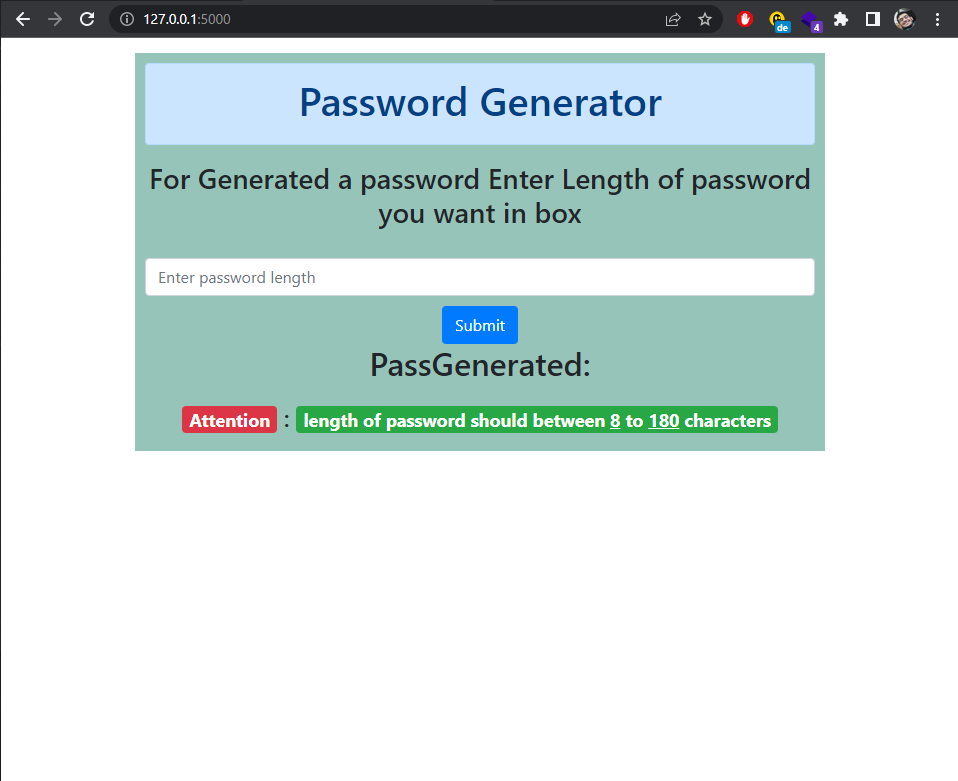 127.0.0.1:5000
de
4
Password Generator
For Generated a password Enter Length of password
you want in box
Enter password length
Submit
PassGenerated:
Attention : length of password should between 8 to 180 characters